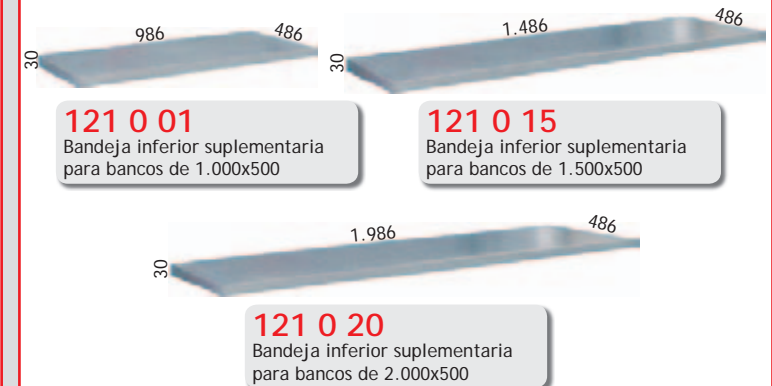 986
486
30
1.486
486
30
121 0 01
Bandeja inferior suplementaria
para bancos de 1.000x500
121 0 15
Bandeja inferior suplementaria
para bancos de 1.500x500
1.986
486
30
121 0 20
Bandeja inferior suplementaria
para bancos de 2.000x500